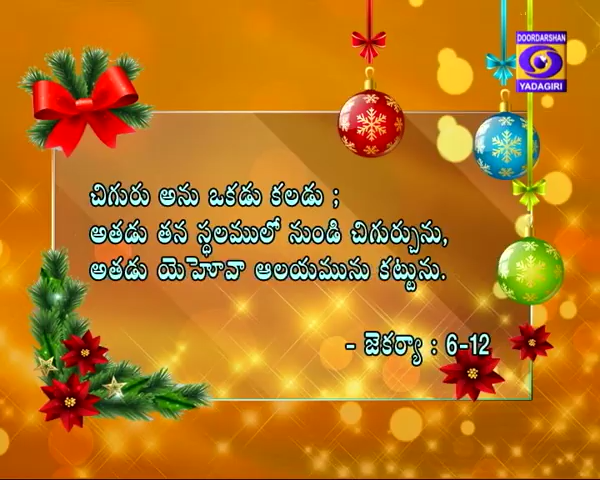 DOORDARSHAN
YADAGIRI
చిగురు అను ఒకడు కలడు ;
అతడు తన స్థలములో నుండి చిగుర్చును,
అతడు యెహోవా ఆలయమును కట్టును.
- జెకర్యా : 6-12